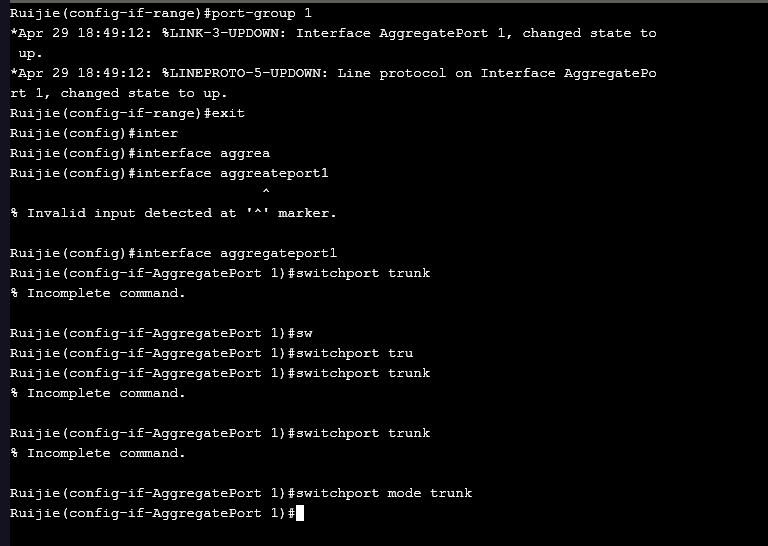 Ruijie(config-if-range)#port-group 1
*Apr 29 18:49:12: %LINK-3-UPDOWN: Interface AggregatePort 1, changed state to
 up.
*Apr 29 18:49:12: %LINEPROTO-5-UPDOWN: Line protocol on Interface AggregatePo
rt 1, changed state to up.
Ruijie(config-if-range)#exit
Ruijie(config)#inter
Ruijie(config)#interface aggrea
Ruijie(config)#interface aggreateport1
                              ^
% Invalid input detected at '^' marker.

Ruijie(config)#interface aggregateport1
Ruijie(config-if-AggregatePort 1)#switchport trunk
% Incomplete command.

Ruijie(config-if-AggregatePort 1)#sw
Ruijie(config-if-AggregatePort 1)#switchport tru
Ruijie(config-if-AggregatePort 1)#switchport trunk
% Incomplete command.

Ruijie(config-if-AggregatePort 1)#switchport trunk
% Incomplete command.

Ruijie(config-if-AggregatePort 1)#switchport mode trunk
Ruijie(config-if-AggregatePort 1)#